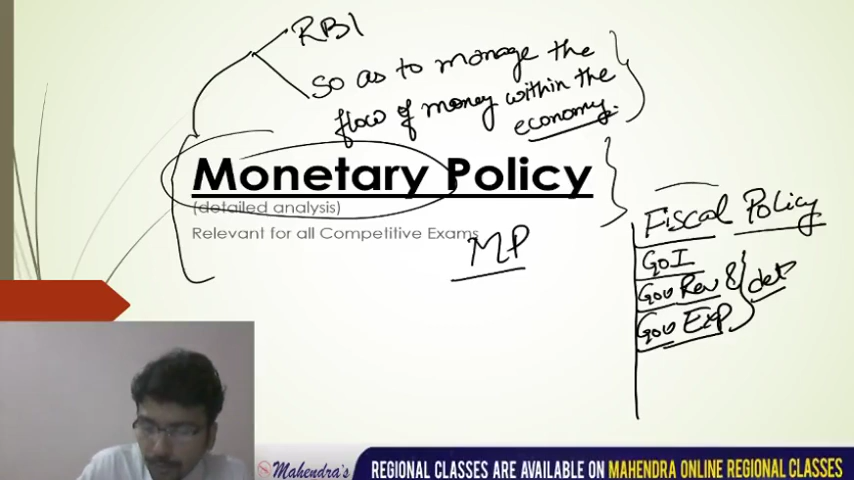 RBI
so as to manage the
flow of money within the
economy.
Monetary Policy
(detailed analysis)
Relevant for all Competitive Exams
MP
Fiscal Policy
GoI
Gov Rev &
Gov Exp
det
Mahendra's
REGIONAL CLASSES ARE AVAILABLE ON MAHENDRA ONLINE REGIONAL CLASSES